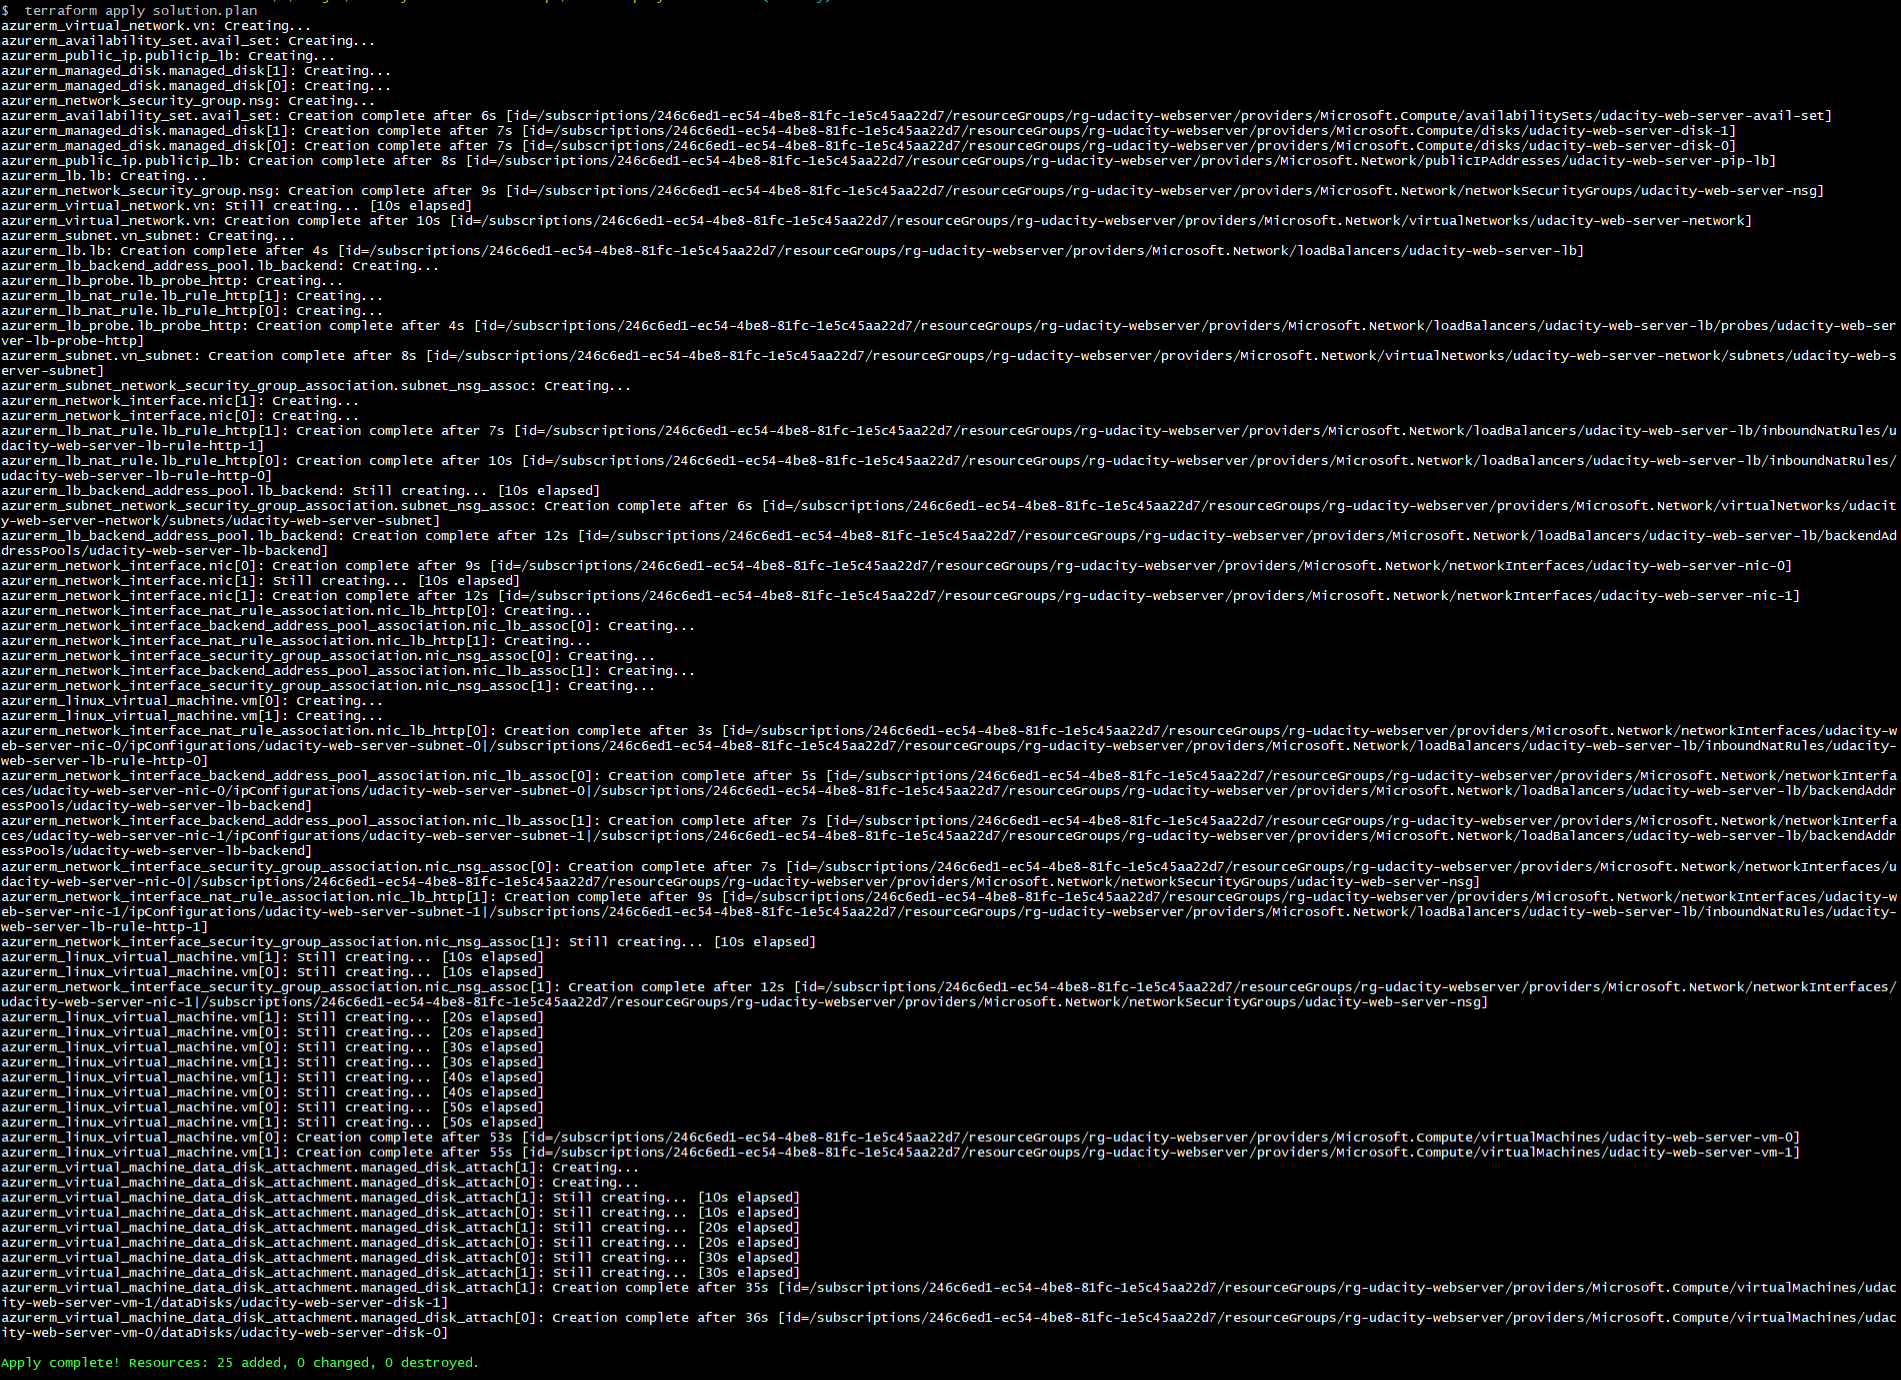 $  terraform apply solution.plan
azurerm_virtual_network.vn: Creating...
azurerm_availability_set.avail_set: Creating...
azurerm_public_ip.publicip_lb: Creating...
azurerm_managed_disk.managed_disk[1]: Creating...
azurerm_managed_disk.managed_disk[0]: Creating...
azurerm_network_security_group.nsg: Creating...
azurerm_availability_set.avail_set: Creation complete after 6s [id=/subscriptions/246c6ed1-ec54-4be8-81fc-1e5c45aa22d7/resourceGroups/rg-udacity-webserver/providers/Microsoft.Compute/availabilitySets/udacity-web-server-avail-set]
azurerm_managed_disk.managed_disk[1]: Creation complete after 7s [id=/subscriptions/246c6ed1-ec54-4be8-81fc-1e5c45aa22d7/resourceGroups/rg-udacity-webserver/providers/Microsoft.Compute/disks/udacity-web-server-disk-1]
azurerm_managed_disk.managed_disk[0]: Creation complete after 7s [id=/subscriptions/246c6ed1-ec54-4be8-81fc-1e5c45aa22d7/resourceGroups/rg-udacity-webserver/providers/Microsoft.Compute/disks/udacity-web-server-disk-0]
azurerm_public_ip.publicip_lb: Creation complete after 8s [id=/subscriptions/246c6ed1-ec54-4be8-81fc-1e5c45aa22d7/resourceGroups/rg-udacity-webserver/providers/Microsoft.Network/publicIPAddresses/udacity-web-server-pip-lb]
azurerm_lb.lb: Creating...
azurerm_network_security_group.nsg: Creation complete after 9s [id=/subscriptions/246c6ed1-ec54-4be8-81fc-1e5c45aa22d7/resourceGroups/rg-udacity-webserver/providers/Microsoft.Network/networkSecurityGroups/udacity-web-server-nsg]
azurerm_virtual_network.vn: Still creating... [10s elapsed]
azurerm_virtual_network.vn: Creation complete after 10s [id=/subscriptions/246c6ed1-ec54-4be8-81fc-1e5c45aa22d7/resourceGroups/rg-udacity-webserver/providers/Microsoft.Network/virtualNetworks/udacity-web-server-network]
azurerm_subnet.vn_subnet: Creating...
azurerm_lb.lb: Creation complete after 4s [id=/subscriptions/246c6ed1-ec54-4be8-81fc-1e5c45aa22d7/resourceGroups/rg-udacity-webserver/providers/Microsoft.Network/loadBalancers/udacity-web-server-lb]
azurerm_lb_backend_address_pool.lb_backend: Creating...
azurerm_lb_probe.lb_probe_http: Creating...
azurerm_lb_nat_rule.lb_rule_http[1]: Creating...
azurerm_lb_nat_rule.lb_rule_http[0]: Creating...
azurerm_lb_probe.lb_probe_http: Creation complete after 4s [id=/subscriptions/246c6ed1-ec54-4be8-81fc-1e5c45aa22d7/resourceGroups/rg-udacity-webserver/providers/Microsoft.Network/loadBalancers/udacity-web-server-lb/probes/udacity-web-ser
ver-lb-probe-http]
azurerm_subnet.vn_subnet: Creation complete after 8s [id=/subscriptions/246c6ed1-ec54-4be8-81fc-1e5c45aa22d7/resourceGroups/rg-udacity-webserver/providers/Microsoft.Network/virtualNetworks/udacity-web-server-network/subnets/udacity-web-s
erver-subnet]
azurerm_subnet_network_security_group_association.subnet_nsg_assoc: Creating...
azurerm_network_interface.nic[1]: Creating...
azurerm_network_interface.nic[0]: Creating...
azurerm_lb_nat_rule.lb_rule_http[1]: Creation complete after 7s [id=/subscriptions/246c6ed1-ec54-4be8-81fc-1e5c45aa22d7/resourceGroups/rg-udacity-webserver/providers/Microsoft.Network/loadBalancers/udacity-web-server-lb/inboundNatRules/u
dacity-web-server-lb-rule-http-1]
azurerm_lb_nat_rule.lb_rule_http[0]: Creation complete after 10s [id=/subscriptions/246c6ed1-ec54-4be8-81fc-1e5c45aa22d7/resourceGroups/rg-udacity-webserver/providers/Microsoft.Network/loadBalancers/udacity-web-server-lb/inboundNatRules/
udacity-web-server-lb-rule-http-0]
azurerm_lb_backend_address_pool.lb_backend: Still creating... [10s elapsed]
azurerm_subnet_network_security_group_association.subnet_nsg_assoc: Creation complete after 6s [id=/subscriptions/246c6ed1-ec54-4be8-81fc-1e5c45aa22d7/resourceGroups/rg-udacity-webserver/providers/Microsoft.Network/virtualNetworks/udacit
y-web-server-network/subnets/udacity-web-server-subnet]
azurerm_lb_backend_address_pool.lb_backend: Creation complete after 12s [id=/subscriptions/246c6ed1-ec54-4be8-81fc-1e5c45aa22d7/resourceGroups/rg-udacity-webserver/providers/Microsoft.Network/loadBalancers/udacity-web-server-lb/backendAd
dressPools/udacity-web-server-lb-backend]
azurerm_network_interface.nic[0]: Creation complete after 9s [id=/subscriptions/246c6ed1-ec54-4be8-81fc-1e5c45aa22d7/resourceGroups/rg-udacity-webserver/providers/Microsoft.Network/networkInterfaces/udacity-web-server-nic-0]
azurerm_network_interface.nic[1]: Still creating... [10s elapsed]
azurerm_network_interface.nic[1]: Creation complete after 12s [id=/subscriptions/246c6ed1-ec54-4be8-81fc-1e5c45aa22d7/resourceGroups/rg-udacity-webserver/providers/Microsoft.Network/networkInterfaces/udacity-web-server-nic-1]
azurerm_network_interface_nat_rule_association.nic_lb_http[0]: Creating...
azurerm_network_interface_backend_address_pool_association.nic_lb_assoc[0]: Creating...
azurerm_network_interface_nat_rule_association.nic_lb_http[1]: Creating...
azurerm_network_interface_security_group_association.nic_nsg_assoc[0]: Creating...
azurerm_network_interface_backend_address_pool_association.nic_lb_assoc[1]: Creating...
azurerm_network_interface_security_group_association.nic_nsg_assoc[1]: Creating...
azurerm_linux_virtual_machine.vm[0]: Creating...
azurerm_linux_virtual_machine.vm[1]: Creating...
azurerm_network_interface_nat_rule_association.nic_lb_http[0]: Creation complete after 3s [id=/subscriptions/246c6ed1-ec54-4be8-81fc-1e5c45aa22d7/resourceGroups/rg-udacity-webserver/providers/Microsoft.Network/networkInterfaces/udacity-w
eb-server-nic-0/ipConfigurations/udacity-web-server-subnet-0|/subscriptions/246c6ed1-ec54-4be8-81fc-1e5c45aa22d7/resourceGroups/rg-udacity-webserver/providers/Microsoft.Network/loadBalancers/udacity-web-server-lb/inboundNatRules/udacity-
web-server-lb-rule-http-0]
azurerm_network_interface_backend_address_pool_association.nic_lb_assoc[0]: Creation complete after 5s [id=/subscriptions/246c6ed1-ec54-4be8-81fc-1e5c45aa22d7/resourceGroups/rg-udacity-webserver/providers/Microsoft.Network/networkInterfa
ces/udacity-web-server-nic-0/ipConfigurations/udacity-web-server-subnet-0|/subscriptions/246c6ed1-ec54-4be8-81fc-1e5c45aa22d7/resourceGroups/rg-udacity-webserver/providers/Microsoft.Network/loadBalancers/udacity-web-server-lb/backendAddr
essPools/udacity-web-server-lb-backend]
azurerm_network_interface_backend_address_pool_association.nic_lb_assoc[1]: Creation complete after 7s [id=/subscriptions/246c6ed1-ec54-4be8-81fc-1e5c45aa22d7/resourceGroups/rg-udacity-webserver/providers/Microsoft.Network/networkInterfa
ces/udacity-web-server-nic-1/ipConfigurations/udacity-web-server-subnet-1|/subscriptions/246c6ed1-ec54-4be8-81fc-1e5c45aa22d7/resourceGroups/rg-udacity-webserver/providers/Microsoft.Network/loadBalancers/udacity-web-server-lb/backendAddr
essPools/udacity-web-server-lb-backend]
azurerm_network_interface_security_group_association.nic_nsg_assoc[0]: Creation complete after 7s [id=/subscriptions/246c6ed1-ec54-4be8-81fc-1e5c45aa22d7/resourceGroups/rg-udacity-webserver/providers/Microsoft.Network/networkInterfaces/u
dacity-web-server-nic-0|/subscriptions/246c6ed1-ec54-4be8-81fc-1e5c45aa22d7/resourceGroups/rg-udacity-webserver/providers/Microsoft.Network/networkSecurityGroups/udacity-web-server-nsg]
azurerm_network_interface_nat_rule_association.nic_lb_http[1]: Creation complete after 9s [id=/subscriptions/246c6ed1-ec54-4be8-81fc-1e5c45aa22d7/resourceGroups/rg-udacity-webserver/providers/Microsoft.Network/networkInterfaces/udacity-w
eb-server-nic-1/ipConfigurations/udacity-web-server-subnet-1|/subscriptions/246c6ed1-ec54-4be8-81fc-1e5c45aa22d7/resourceGroups/rg-udacity-webserver/providers/Microsoft.Network/loadBalancers/udacity-web-server-lb/inboundNatRules/udacity-
web-server-lb-rule-http-1]
azurerm_network_interface_security_group_association.nic_nsg_assoc[1]: Still creating... [10s elapsed]
azurerm_linux_virtual_machine.vm[1]: Still creating... [10s elapsed]
azurerm_linux_virtual_machine.vm[0]: Still creating... [10s elapsed]
azurerm_network_interface_security_group_association.nic_nsg_assoc[1]: Creation complete after 12s [id=/subscriptions/246c6ed1-ec54-4be8-81fc-1e5c45aa22d7/resourceGroups/rg-udacity-webserver/providers/Microsoft.Network/networkInterfaces/
udacity-web-server-nic-1|/subscriptions/246c6ed1-ec54-4be8-81fc-1e5c45aa22d7/resourceGroups/rg-udacity-webserver/providers/Microsoft.Network/networkSecurityGroups/udacity-web-server-nsg]
azurerm_linux_virtual_machine.vm[1]: Still creating... [20s elapsed]
azurerm_linux_virtual_machine.vm[0]: Still creating... [20s elapsed]
azurerm_linux_virtual_machine.vm[0]: Still creating... [30s elapsed]
azurerm_linux_virtual_machine.vm[1]: Still creating... [30s elapsed]
azurerm_linux_virtual_machine.vm[1]: Still creating... [40s elapsed]
azurerm_linux_virtual_machine.vm[0]: Still creating... [40s elapsed]
azurerm_linux_virtual_machine.vm[0]: Still creating... [50s elapsed]
azurerm_linux_virtual_machine.vm[1]: Still creating... [50s elapsed]
azurerm_linux_virtual_machine.vm[0]: Creation complete after 53s [id=/subscriptions/246c6ed1-ec54-4be8-81fc-1e5c45aa22d7/resourceGroups/rg-udacity-webserver/providers/Microsoft.Compute/virtualMachines/udacity-web-server-vm-0]
azurerm_linux_virtual_machine.vm[1]: Creation complete after 55s [id=/subscriptions/246c6ed1-ec54-4be8-81fc-1e5c45aa22d7/resourceGroups/rg-udacity-webserver/providers/Microsoft.Compute/virtualMachines/udacity-web-server-vm-1]
azurerm_virtual_machine_data_disk_attachment.managed_disk_attach[1]: Creating...
azurerm_virtual_machine_data_disk_attachment.managed_disk_attach[0]: Creating...
azurerm_virtual_machine_data_disk_attachment.managed_disk_attach[1]: Still creating... [10s elapsed]
azurerm_virtual_machine_data_disk_attachment.managed_disk_attach[0]: Still creating... [10s elapsed]
azurerm_virtual_machine_data_disk_attachment.managed_disk_attach[1]: Still creating... [20s elapsed]
azurerm_virtual_machine_data_disk_attachment.managed_disk_attach[0]: Still creating... [20s elapsed]
azurerm_virtual_machine_data_disk_attachment.managed_disk_attach[0]: Still creating... [30s elapsed]
azurerm_virtual_machine_data_disk_attachment.managed_disk_attach[1]: Still creating... [30s elapsed]
azurerm_virtual_machine_data_disk_attachment.managed_disk_attach[1]: Creation complete after 35s [id=/subscriptions/246c6ed1-ec54-4be8-81fc-1e5c45aa22d7/resourceGroups/rg-udacity-webserver/providers/Microsoft.Compute/virtualMachines/udac
ity-web-server-vm-1/dataDisks/udacity-web-server-disk-1]
azurerm_virtual_machine_data_disk_attachment.managed_disk_attach[0]: Creation complete after 36s [id=/subscriptions/246c6ed1-ec54-4be8-81fc-1e5c45aa22d7/resourceGroups/rg-udacity-webserver/providers/Microsoft.Compute/virtualMachines/udac
ity-web-server-vm-0/dataDisks/udacity-web-server-disk-0]
Apply complete! Resources: 25 added, 0 changed, 0 destroyed.